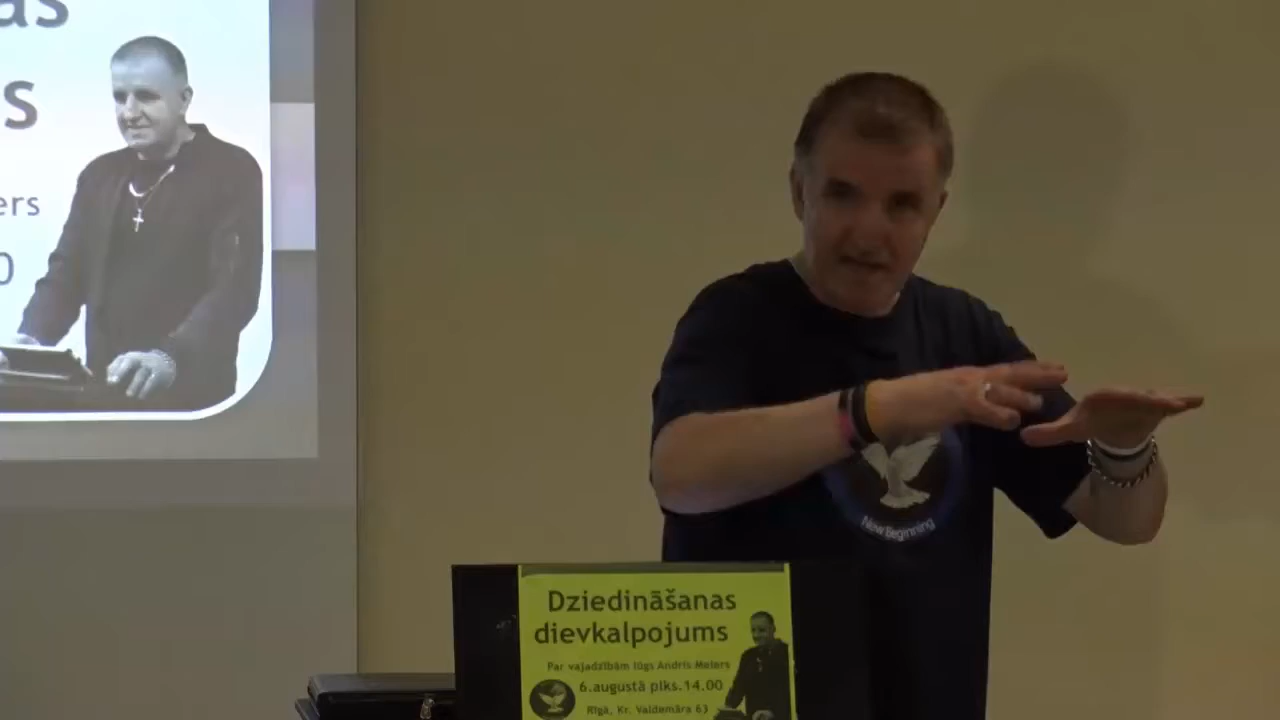 as
s
ers
0
New Beginning
Dziedināšanas
dievkalpojums
Par vajadzībām lūgs Andris Meiers
6.augustā plks.14.00
Rīgā, Kr. Valdemāra 63